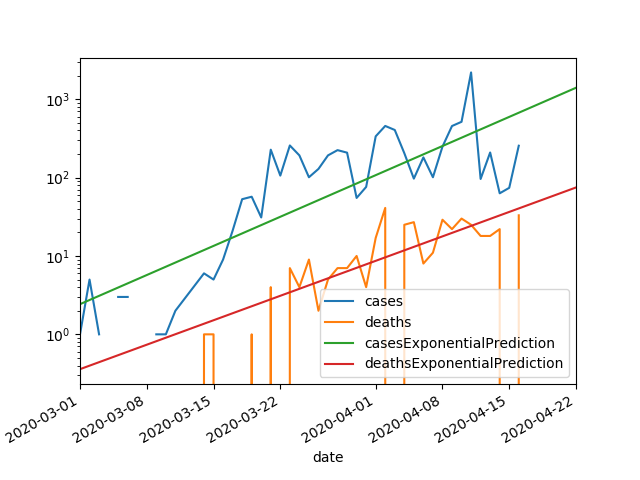 10³
10²
10¹
10⁰
cases
deaths
casesExponentialPrediction
deathsExponentialPrediction
2020-03-01
2020-03-08
2020-03-15
2020-03-22
2020-04-01
2020-04-08
2020-04-15
2020-04-22
date